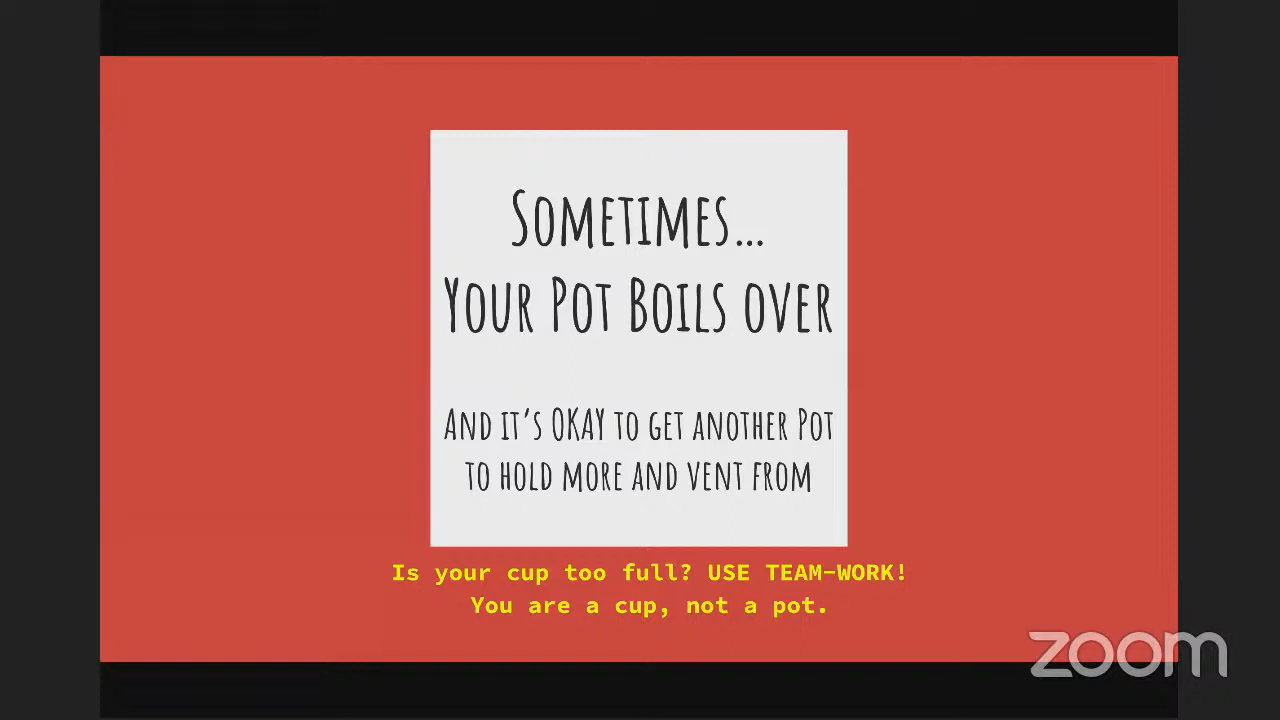 Sometimes...
Your Pot Boils over
And it's OKAY to get another Pot
to hold more and vent from
Is your cup too full? USE TEAM-WORK!
You are a cup, not a pot.
zoom